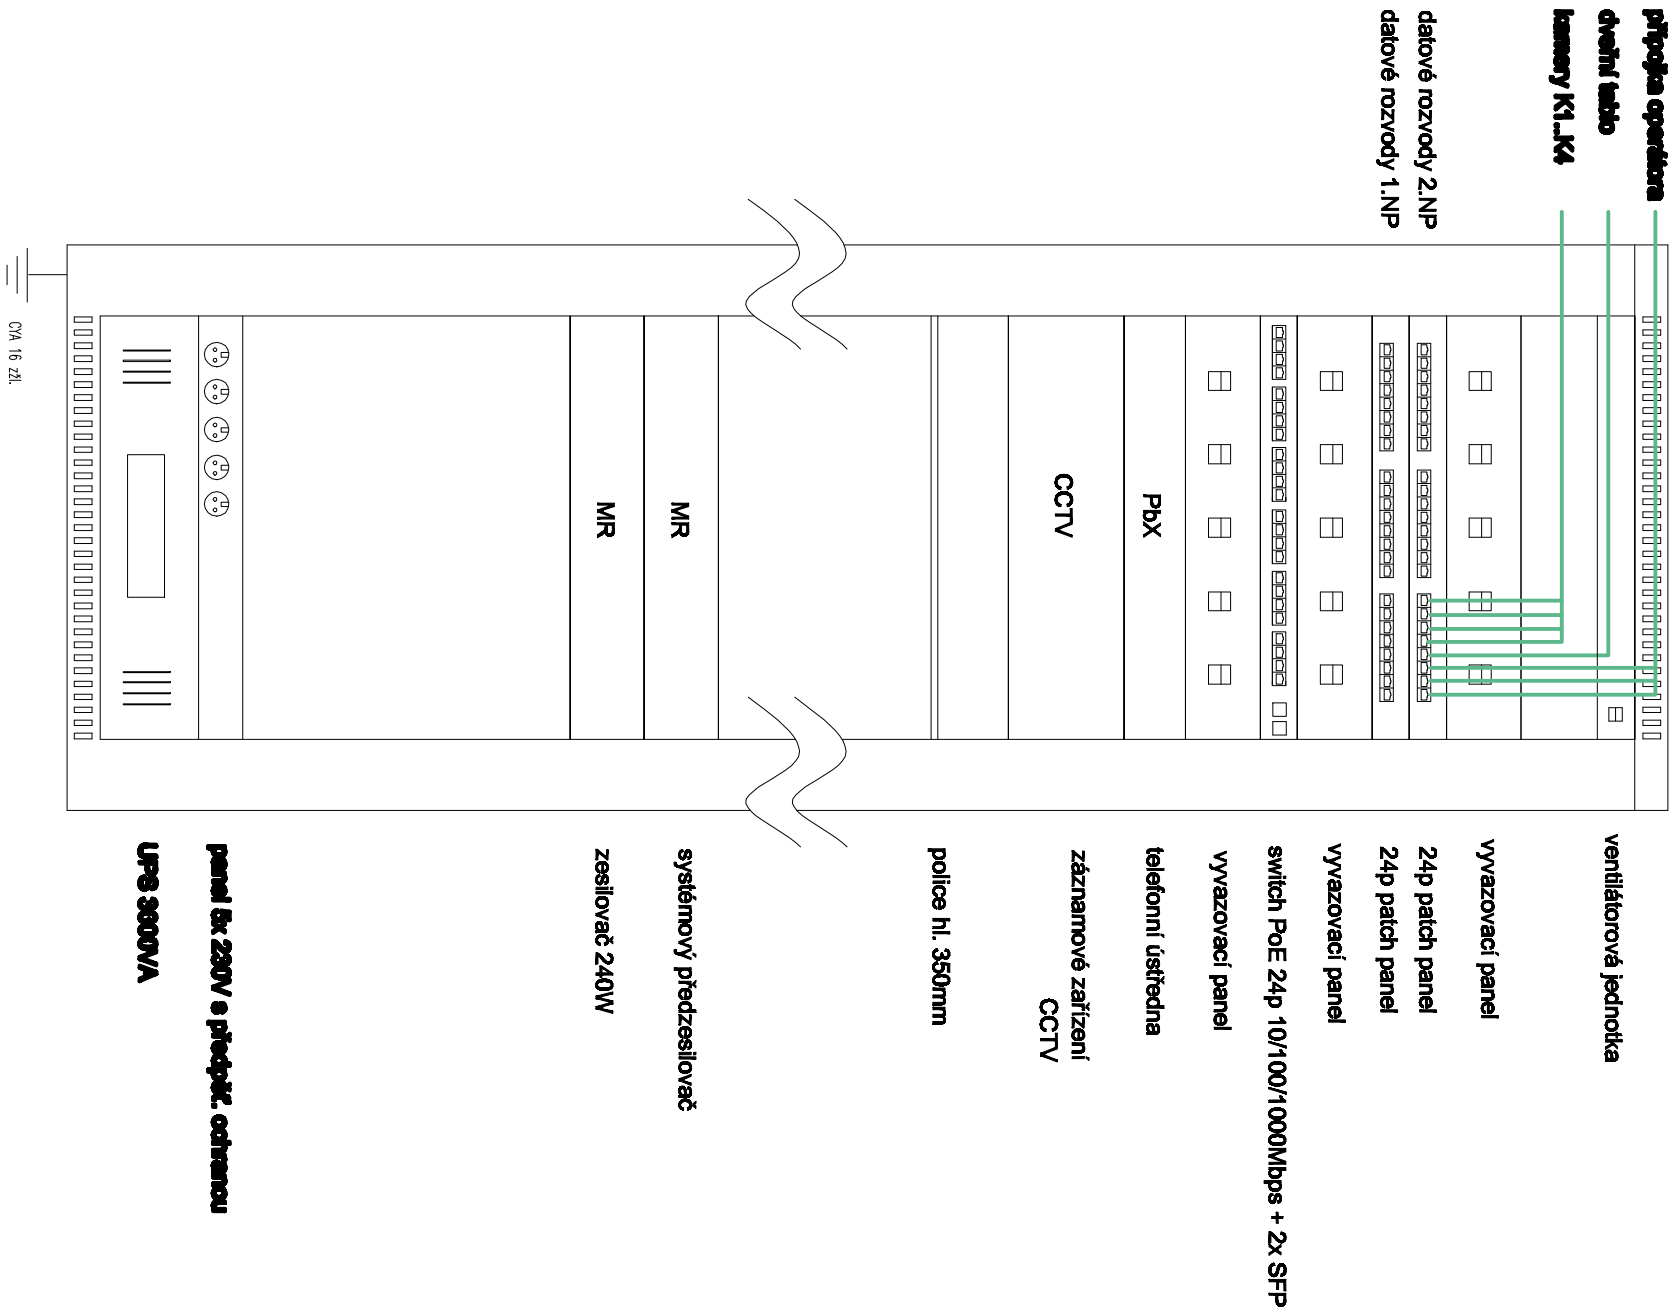 přípojka operátora
dveřní tablo
kamery K1..K4
datové rozvody 2.NP
datové rozvody 1.NP
ventilátorová jednotka
vyvazovací panel
24p patch panel
24p patch panel
vyvazovací panel
switch PoE 24p 10/100/1000Mbps + 2x SFP
vyvazovací panel
PbX
telefonní ústředna
CCTV
záznamové zařízení
CCTV
police hl. 350mm
MR
systémový předzesilovač
MR
zesilovač 240W
panel 5x 230V s předpěť. ochranou
UPS 3000VA
CYA 16 zžl.